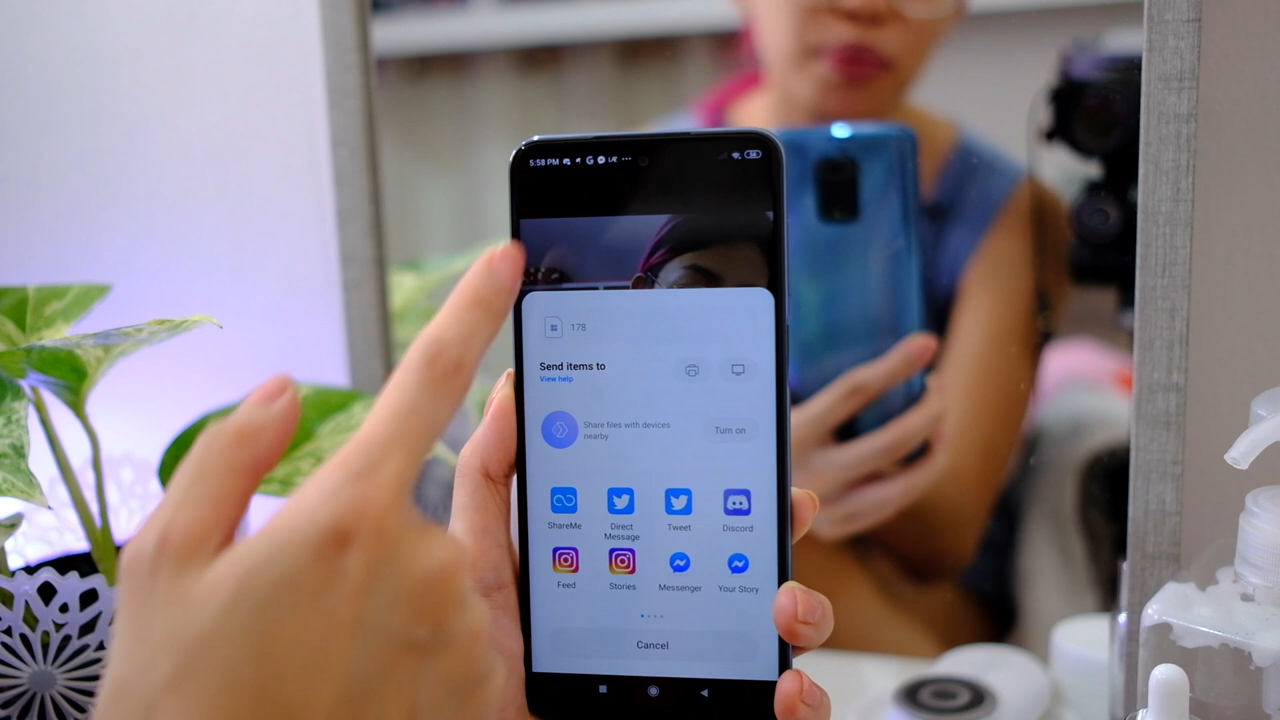 5:58 PM
58
178
Send items to
View help
Share files with devices
nearby
Turn on
ShareMe
Direct
Message
Tweet
Discord
Feed
Stories
Messenger
Your Story
Cancel